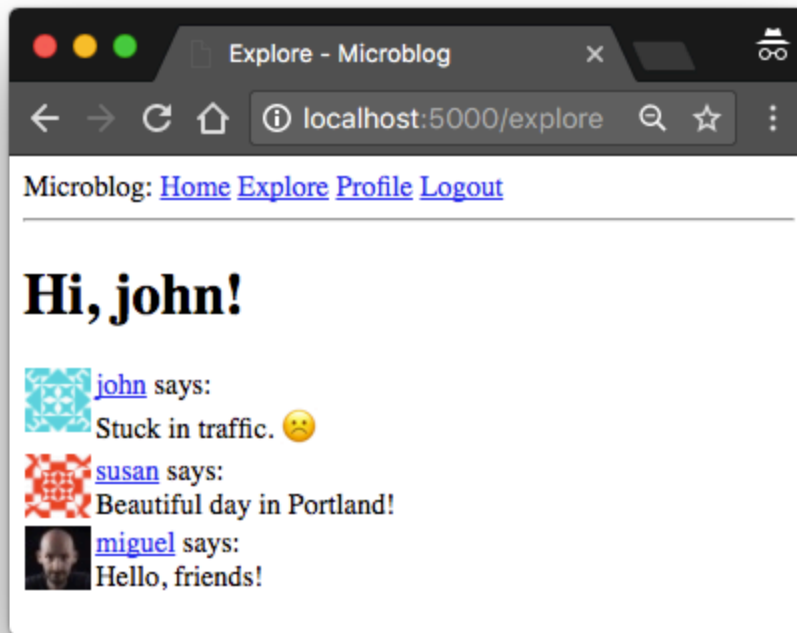 Explore - Microblog
localhost:5000/explore
Microblog: Home Explore Profile Logout
Hi, john!
john says:
Stuck in traffic. ☹️
susan says:
Beautiful day in Portland!
miguel says:
Hello, friends!